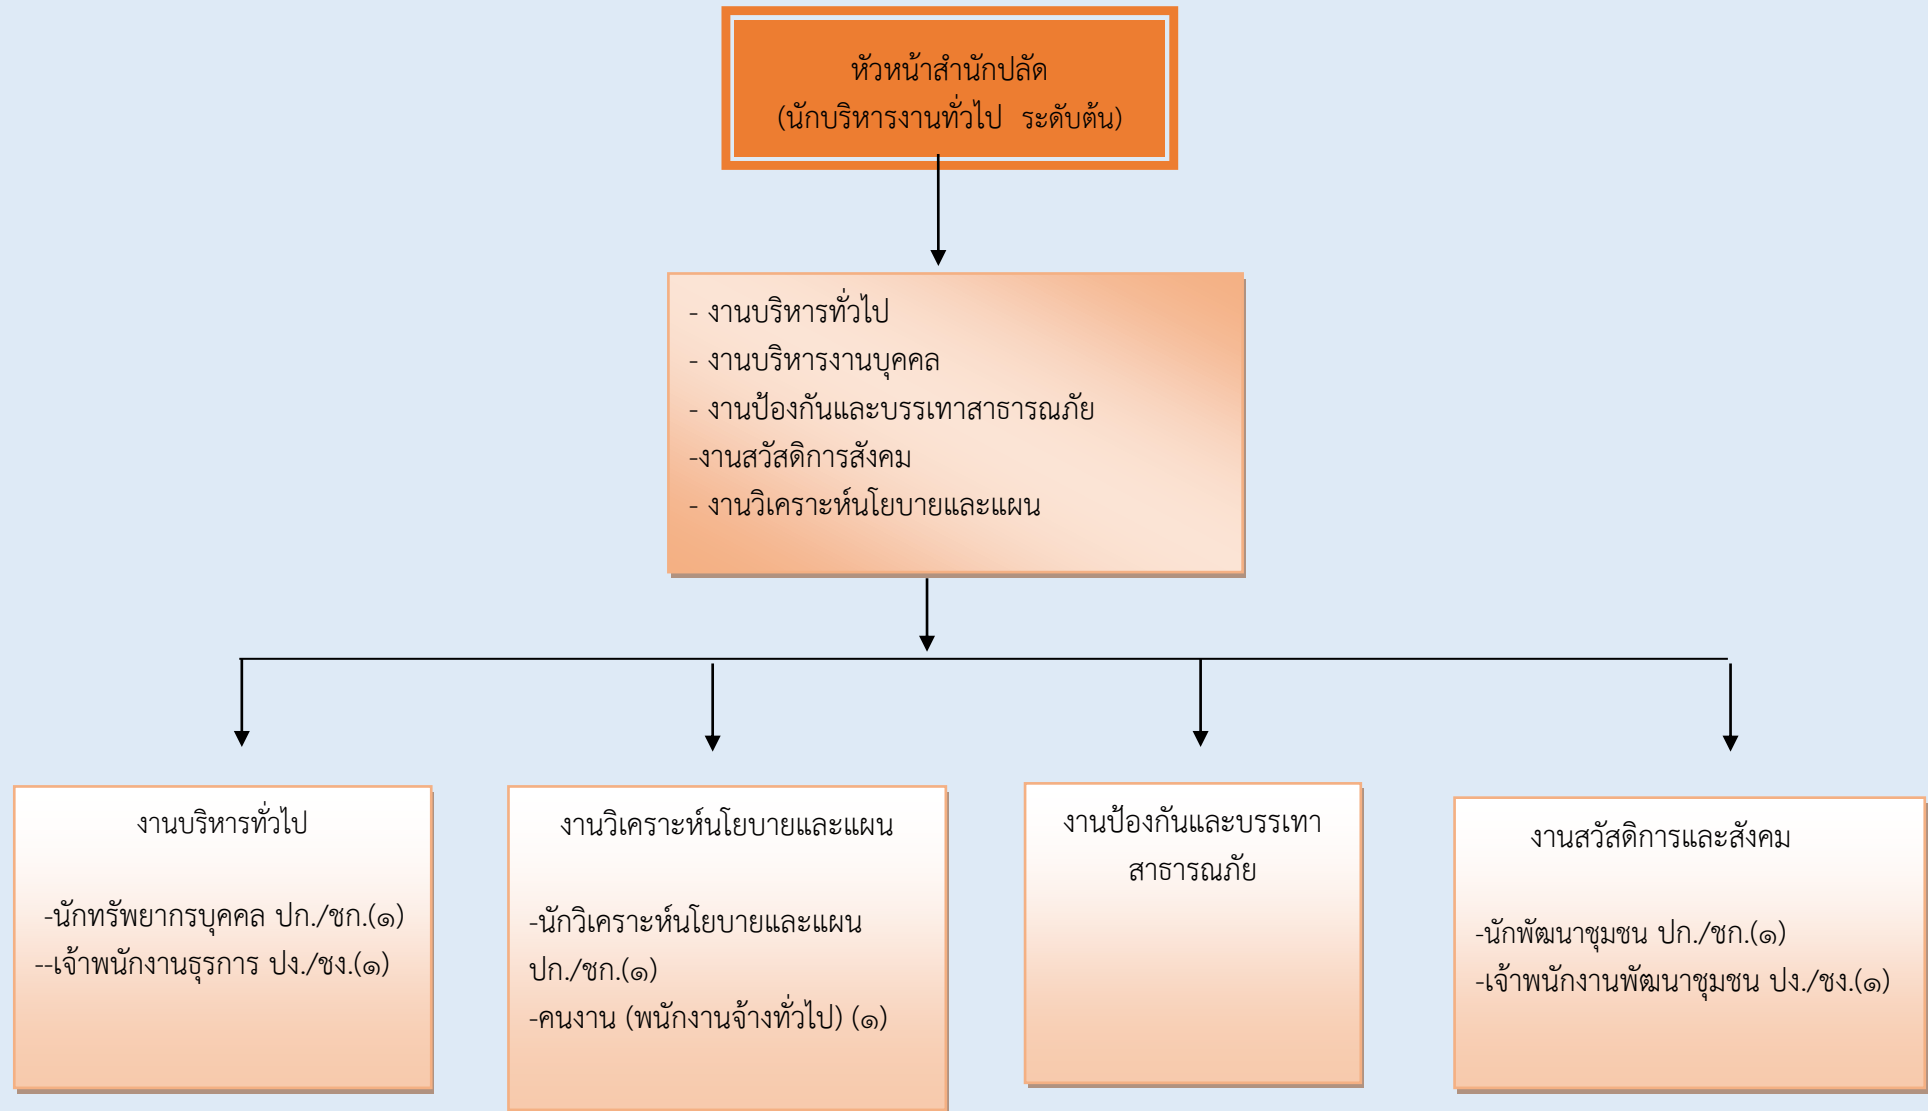 หัวหน้าสำนักปลัด
(นักบริหารงานทั่วไป ระดับต้น)
- งานบริหารทั่วไป
- งานบริหารงานบุคคล
- งานป้องกันและบรรเทาสาธารณภัย
-งานสวัสดิการสังคม
- งานวิเคราะห์นโยบายและแผน
งานบริหารทั่วไป
-นักทรัพยากรบุคคล ปก./ชก.(๑)
--เจ้าพนักงานธุรการ ปง./ชง.(๑)
งานวิเคราะห์นโยบายและแผน
-นักวิเคราะห์นโยบายและแผน
ปก./ชก.(๑)
-คนงาน (พนักงานจ้างทั่วไป) (๑)
งานป้องกันและบรรเทา
สาธารณภัย
งานสวัสดิการและสังคม
-นักพัฒนาชุมชน ปก./ชก.(๑)
-เจ้าพนักงานพัฒนาชุมชน ปง./ชง.(๑)